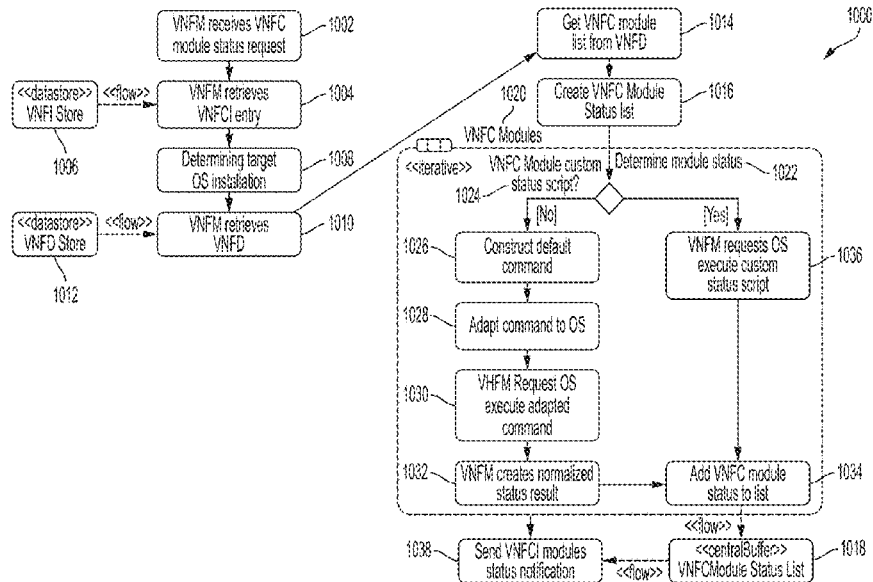 VNFM receives VNFC
module status request
1002
<<datastore>>
VNFI Store
1006
<<flow>>
VNFM retrieves
VNFCI entry
1004
Determining target
OS installation
1008
<<datastore>>
VNFD Store
1012
<<flow>>
VNFM retrieves
VNFD
1010
Get VNFC module
list from VNFD
1014
1000
Create VNFC Module
Status list
1016
1020
VNFC Modules
<<iterative>>
VNFC Module custom
status script?
1024
Determine module status
1022
[No]
[Yes]
1026
Construct default
command
VNFM requests OS
execute custom
status script
1036
1028
Adapt command to OS
1030
VHFM Request OS
execute adapted
command
1032
VNFM creates normalized
status result
Add VNFC module
status to list
1034
<<flow>>
1038
Send VNFCI modules
status notification
<<flow>>
<<centralBuffer>>
VNFCModule Status List
1018